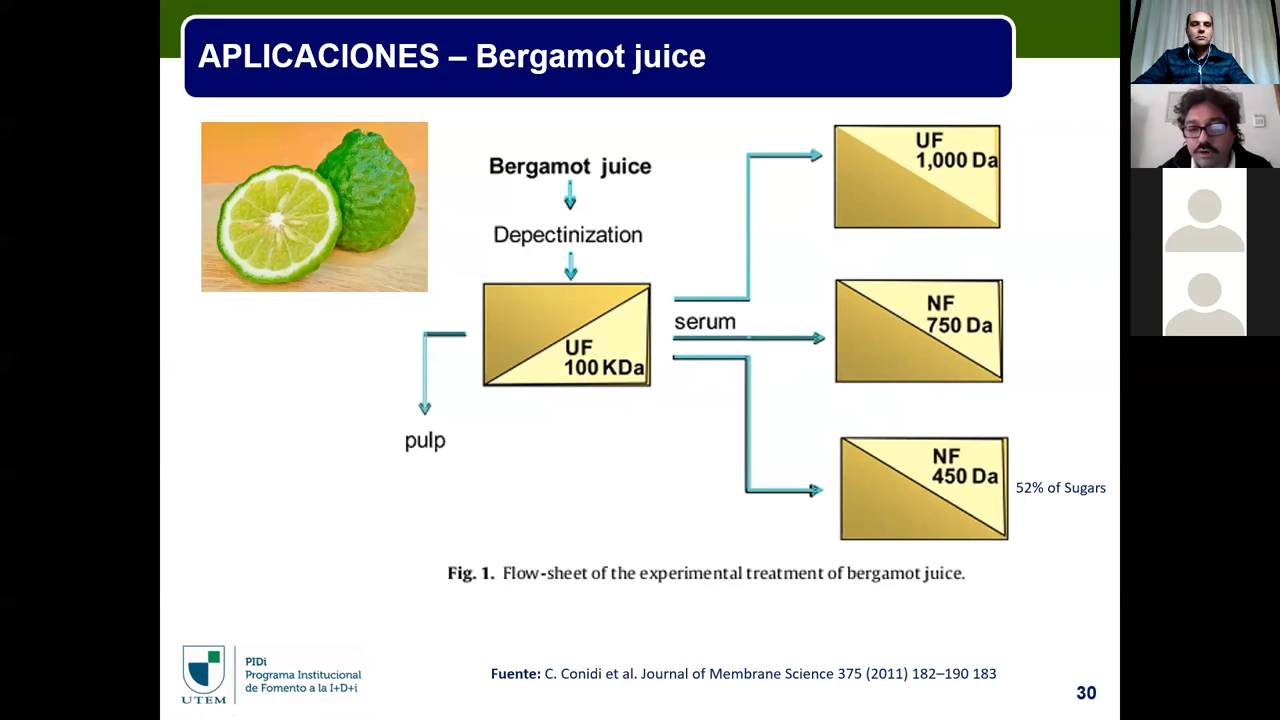 APLICACIONES – Bergamot juice
Bergamot juice
Depectinization
UF
100 KDa
pulp
serum
UF
1,000 Da
NF
750 Da
NF
450 Da
52% of Sugars
Fig. 1. Flow-sheet of the experimental treatment of bergamot juice.
UTEM
PIDi
Programa Institucional
de Fomento a la I+D+i
Fuente: C. Conidi et al. Journal of Membrane Science 375 (2011) 182–190 183
30